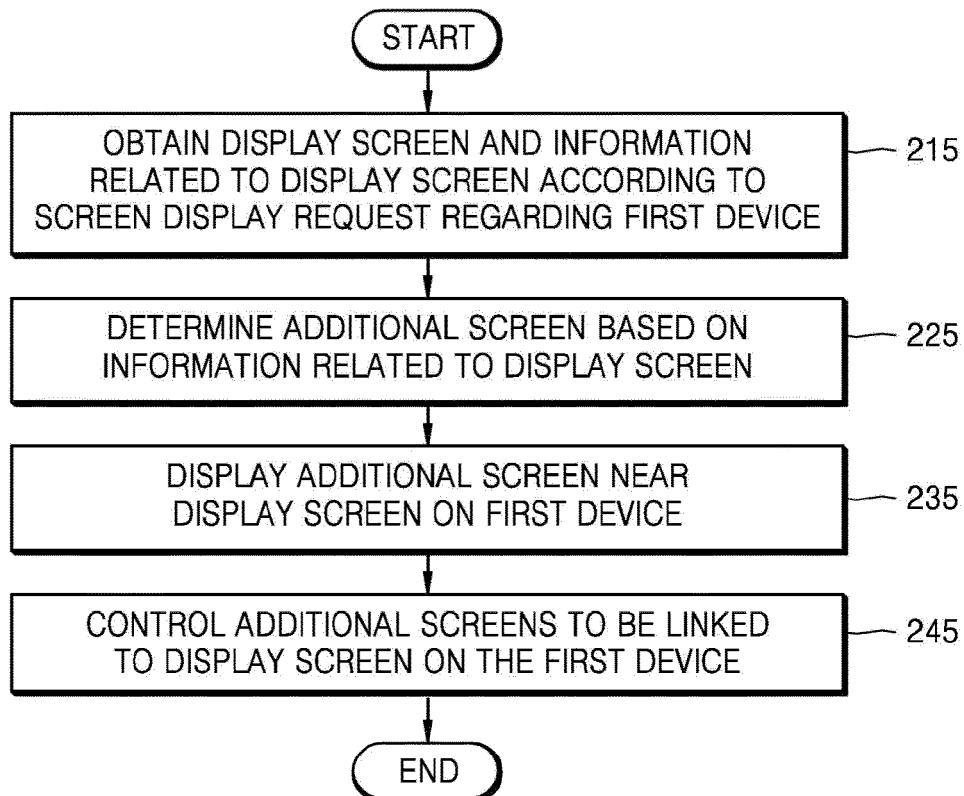 START
OBTAIN DISPLAY SCREEN AND INFORMATION
RELATED TO DISPLAY SCREEN ACCORDING TO
SCREEN DISPLAY REQUEST REGARDING FIRST DEVICE
215
DETERMINE ADDITIONAL SCREEN BASED ON
INFORMATION RELATED TO DISPLAY SCREEN
225
DISPLAY ADDITIONAL SCREEN NEAR
DISPLAY SCREEN ON FIRST DEVICE
235
CONTROL ADDITIONAL SCREENS TO BE LINKED
TO DISPLAY SCREEN ON THE FIRST DEVICE
245
END